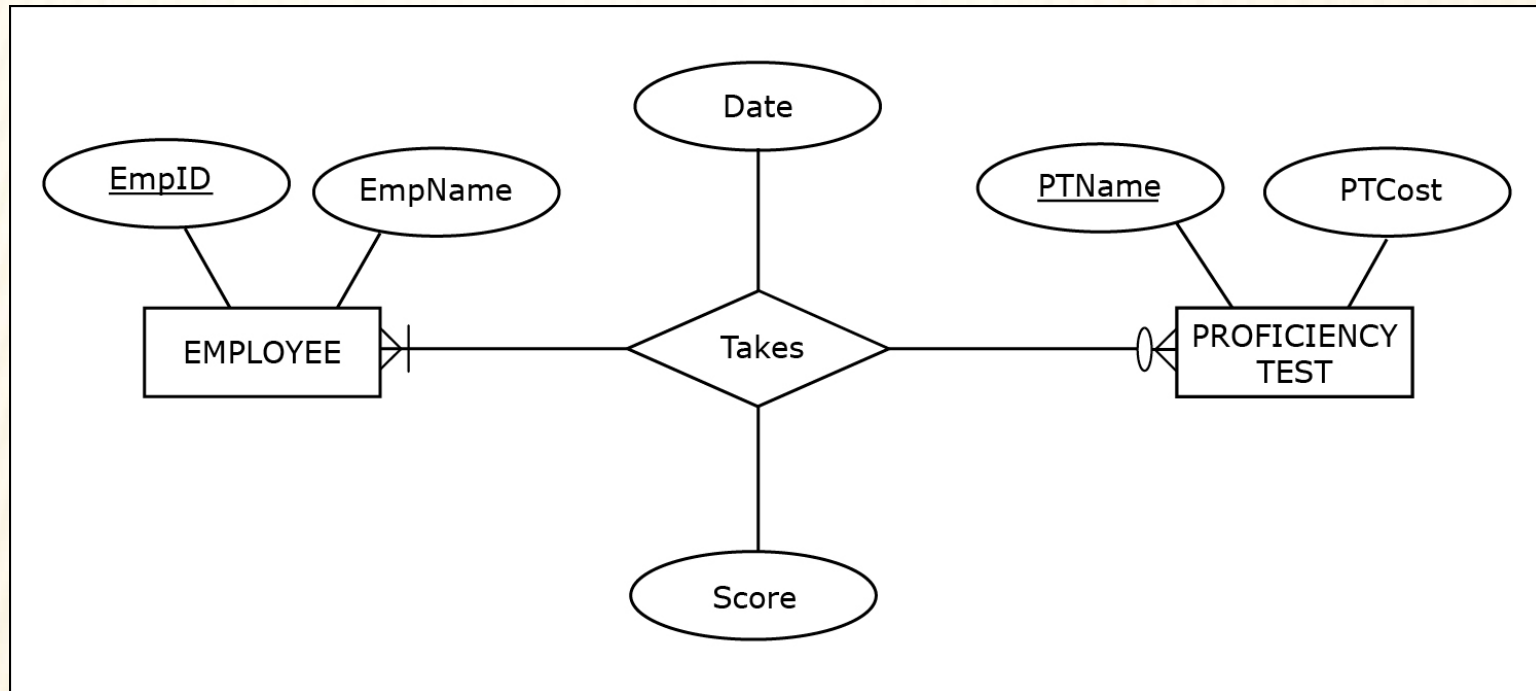 Date
EmpID
EmpName
PTName
PTCost
EMPLOYEE
Takes
PROFICIENCY
TEST
Score